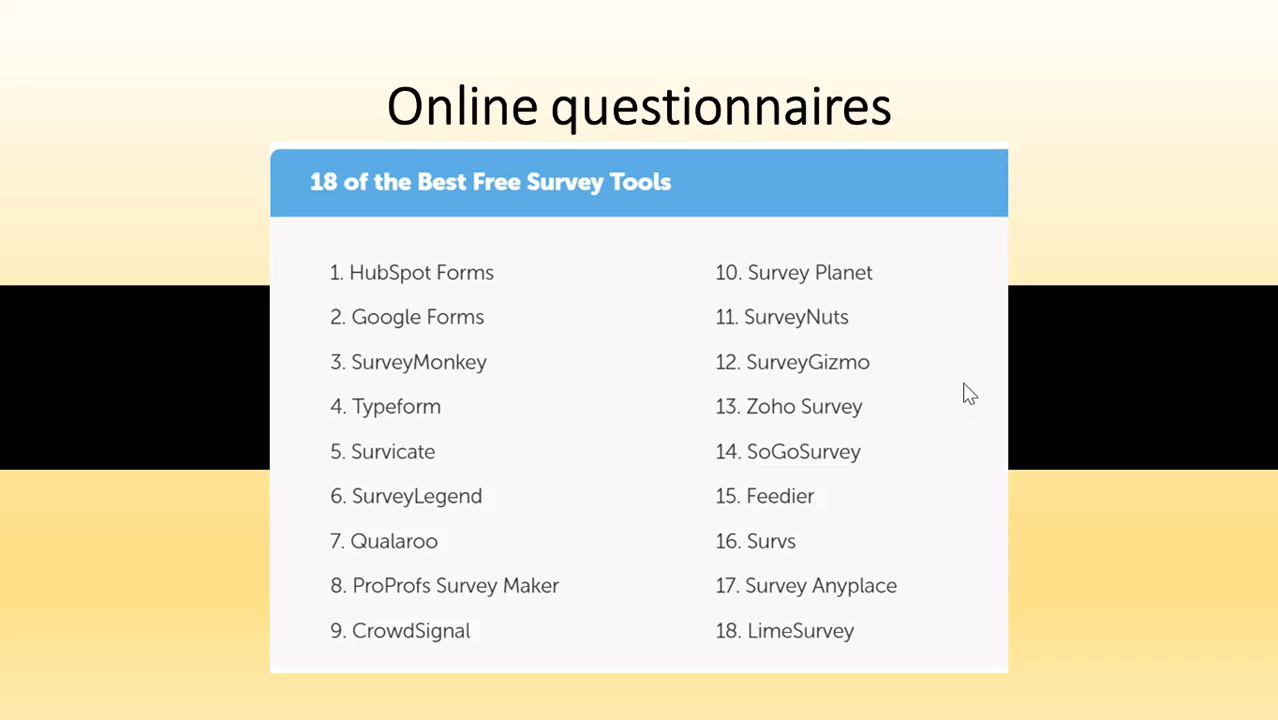 Online questionnaires
18 of the Best Free Survey Tools
1. HubSpot Forms
2. Google Forms
3. SurveyMonkey
4. Typeform
5. Survicate
6. SurveyLegend
7. Qualaroo
8. ProProfs Survey Maker
9. CrowdSignal
10. Survey Planet
11. SurveyNuts
12. SurveyGizmo
13. Zoho Survey
14. SoGoSurvey
15. Feedier
16. Survs
17. Survey Anyplace
18. LimeSurvey